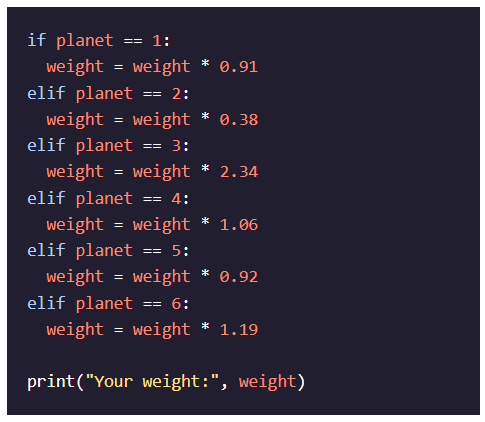 if planet == 1:
  weight = weight * 0.91
elif planet == 2:
  weight = weight * 0.38
elif planet == 3:
  weight = weight * 2.34
elif planet == 4:
  weight = weight * 1.06
elif planet == 5:
  weight = weight * 0.92
elif planet == 6:
  weight = weight * 1.19

print("Your weight:", weight)